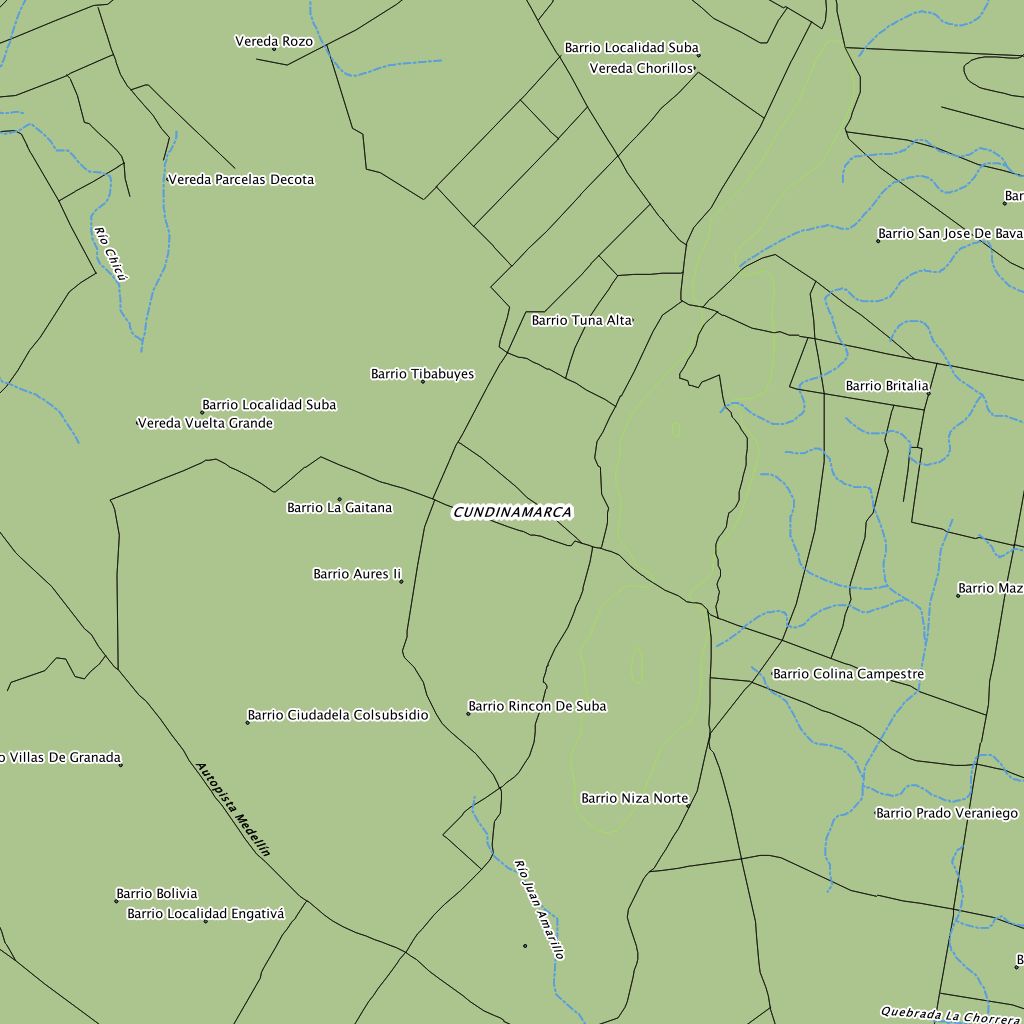 Vereda Rozo
Barrio Localidad Suba
Vereda Chorillos
Vereda Parcelas Decota
Bar
Río Chicú
Barrio San Jose De Bava
Barrio Tuna Alta
Barrio Tibabuyes
Barrio Britalia
Barrio Localidad Suba
Vereda Vuelta Grande
Barrio La Gaitana
CUNDINAMARCA
Barrio Aures Ii
Barrio Maz
Barrio Colina Campestre
Barrio Rincon De Suba
Barrio Ciudadela Colsubsidio
o Villas De Granada
Autopista Medellín
Barrio Niza Norte
Barrio Prado Veraniego
Barrio Bolivia
Barrio Localidad Engativá
Río Juan Amarillo
B
Quebrada La Chorrera